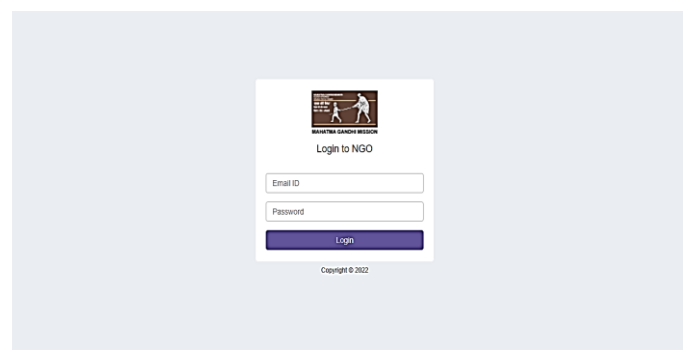 MAHATMA GANDHI MISSION
Login to NGO
Email ID
Password
Login
Copyright © 2022